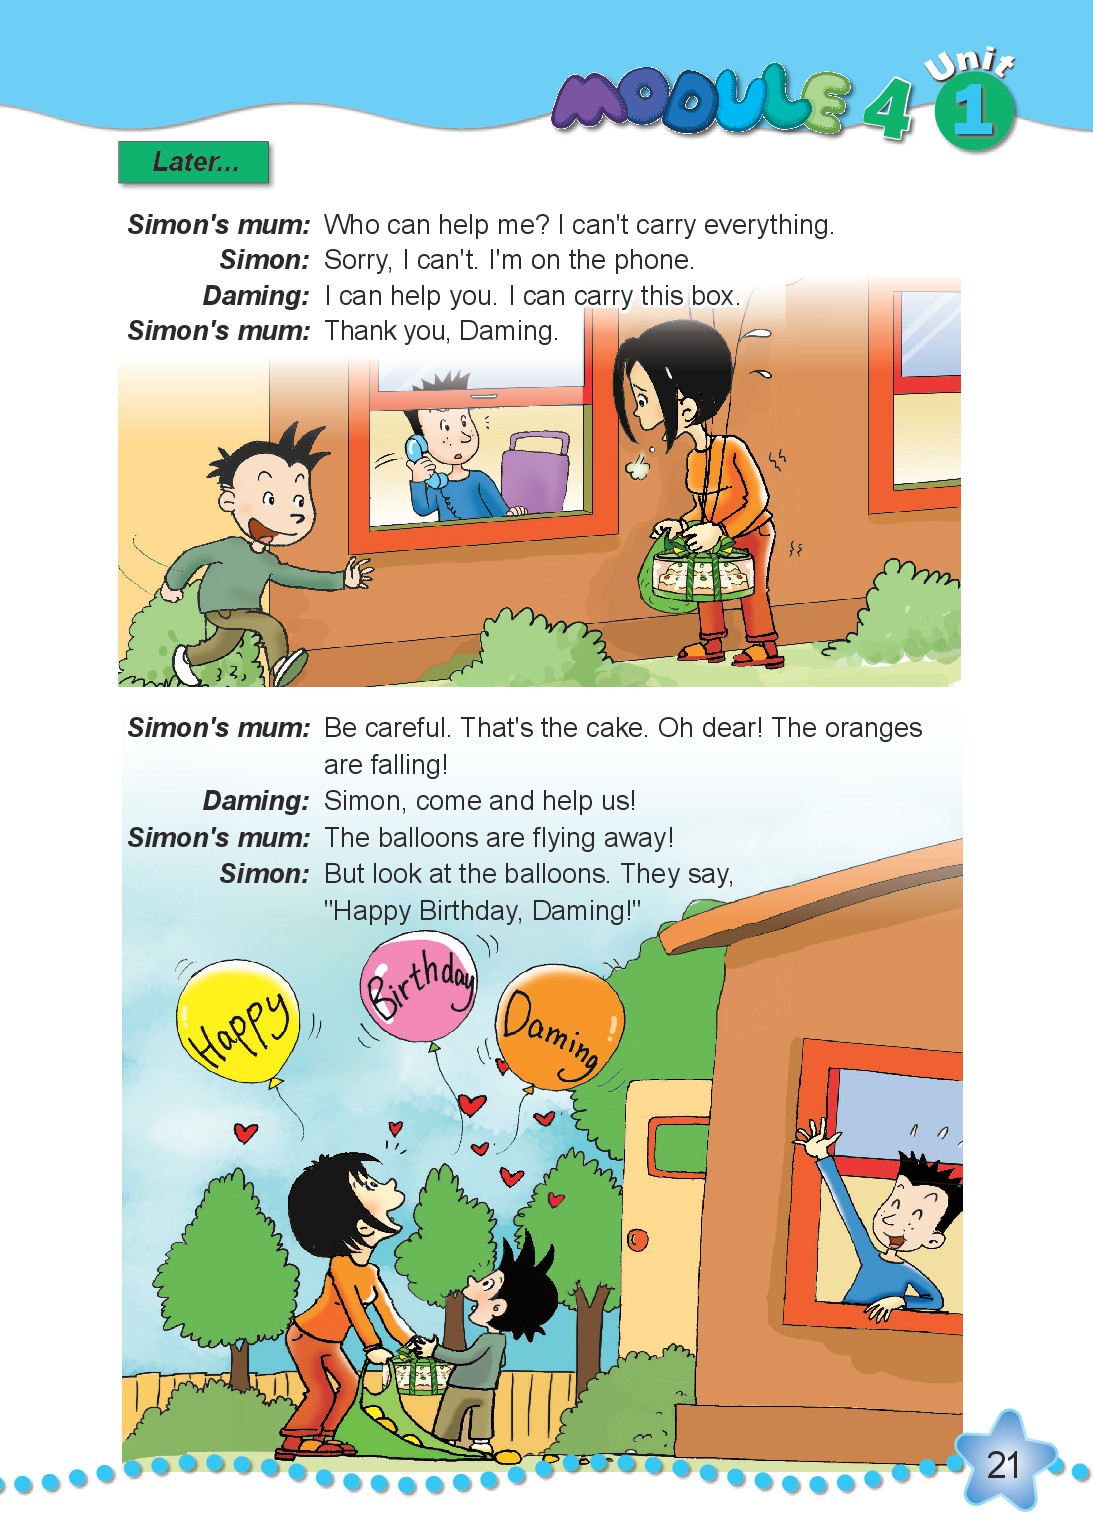 MODULE 4 Unit 1
Later...
Simon's mum: Who can help me? I can't carry everything.
Simon: Sorry, I can't. I'm on the phone.
Daming: I can help you. I can carry this box.
Simon's mum: Thank you, Daming.
Simon's mum: Be careful. That's the cake. Oh dear! The oranges
are falling!
Daming: Simon, come and help us!
Simon's mum: The balloons are flying away!
Simon: But look at the balloons. They say,
"Happy Birthday, Daming!"
Happy
Birthday
Daming
21